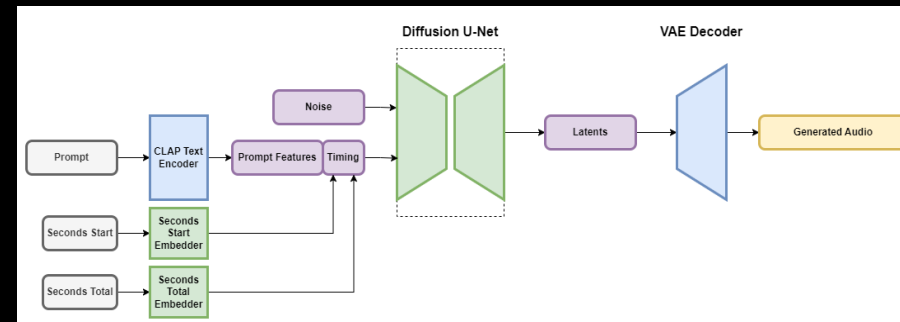 Diffusion U-Net
VAE Decoder
Noise
Prompt
CLAP Text
Encoder
Prompt Features
Timing
Latents
Generated Audio
Seconds Start
Seconds
Start
Embedder
Seconds Total
Seconds
Total
Embedder